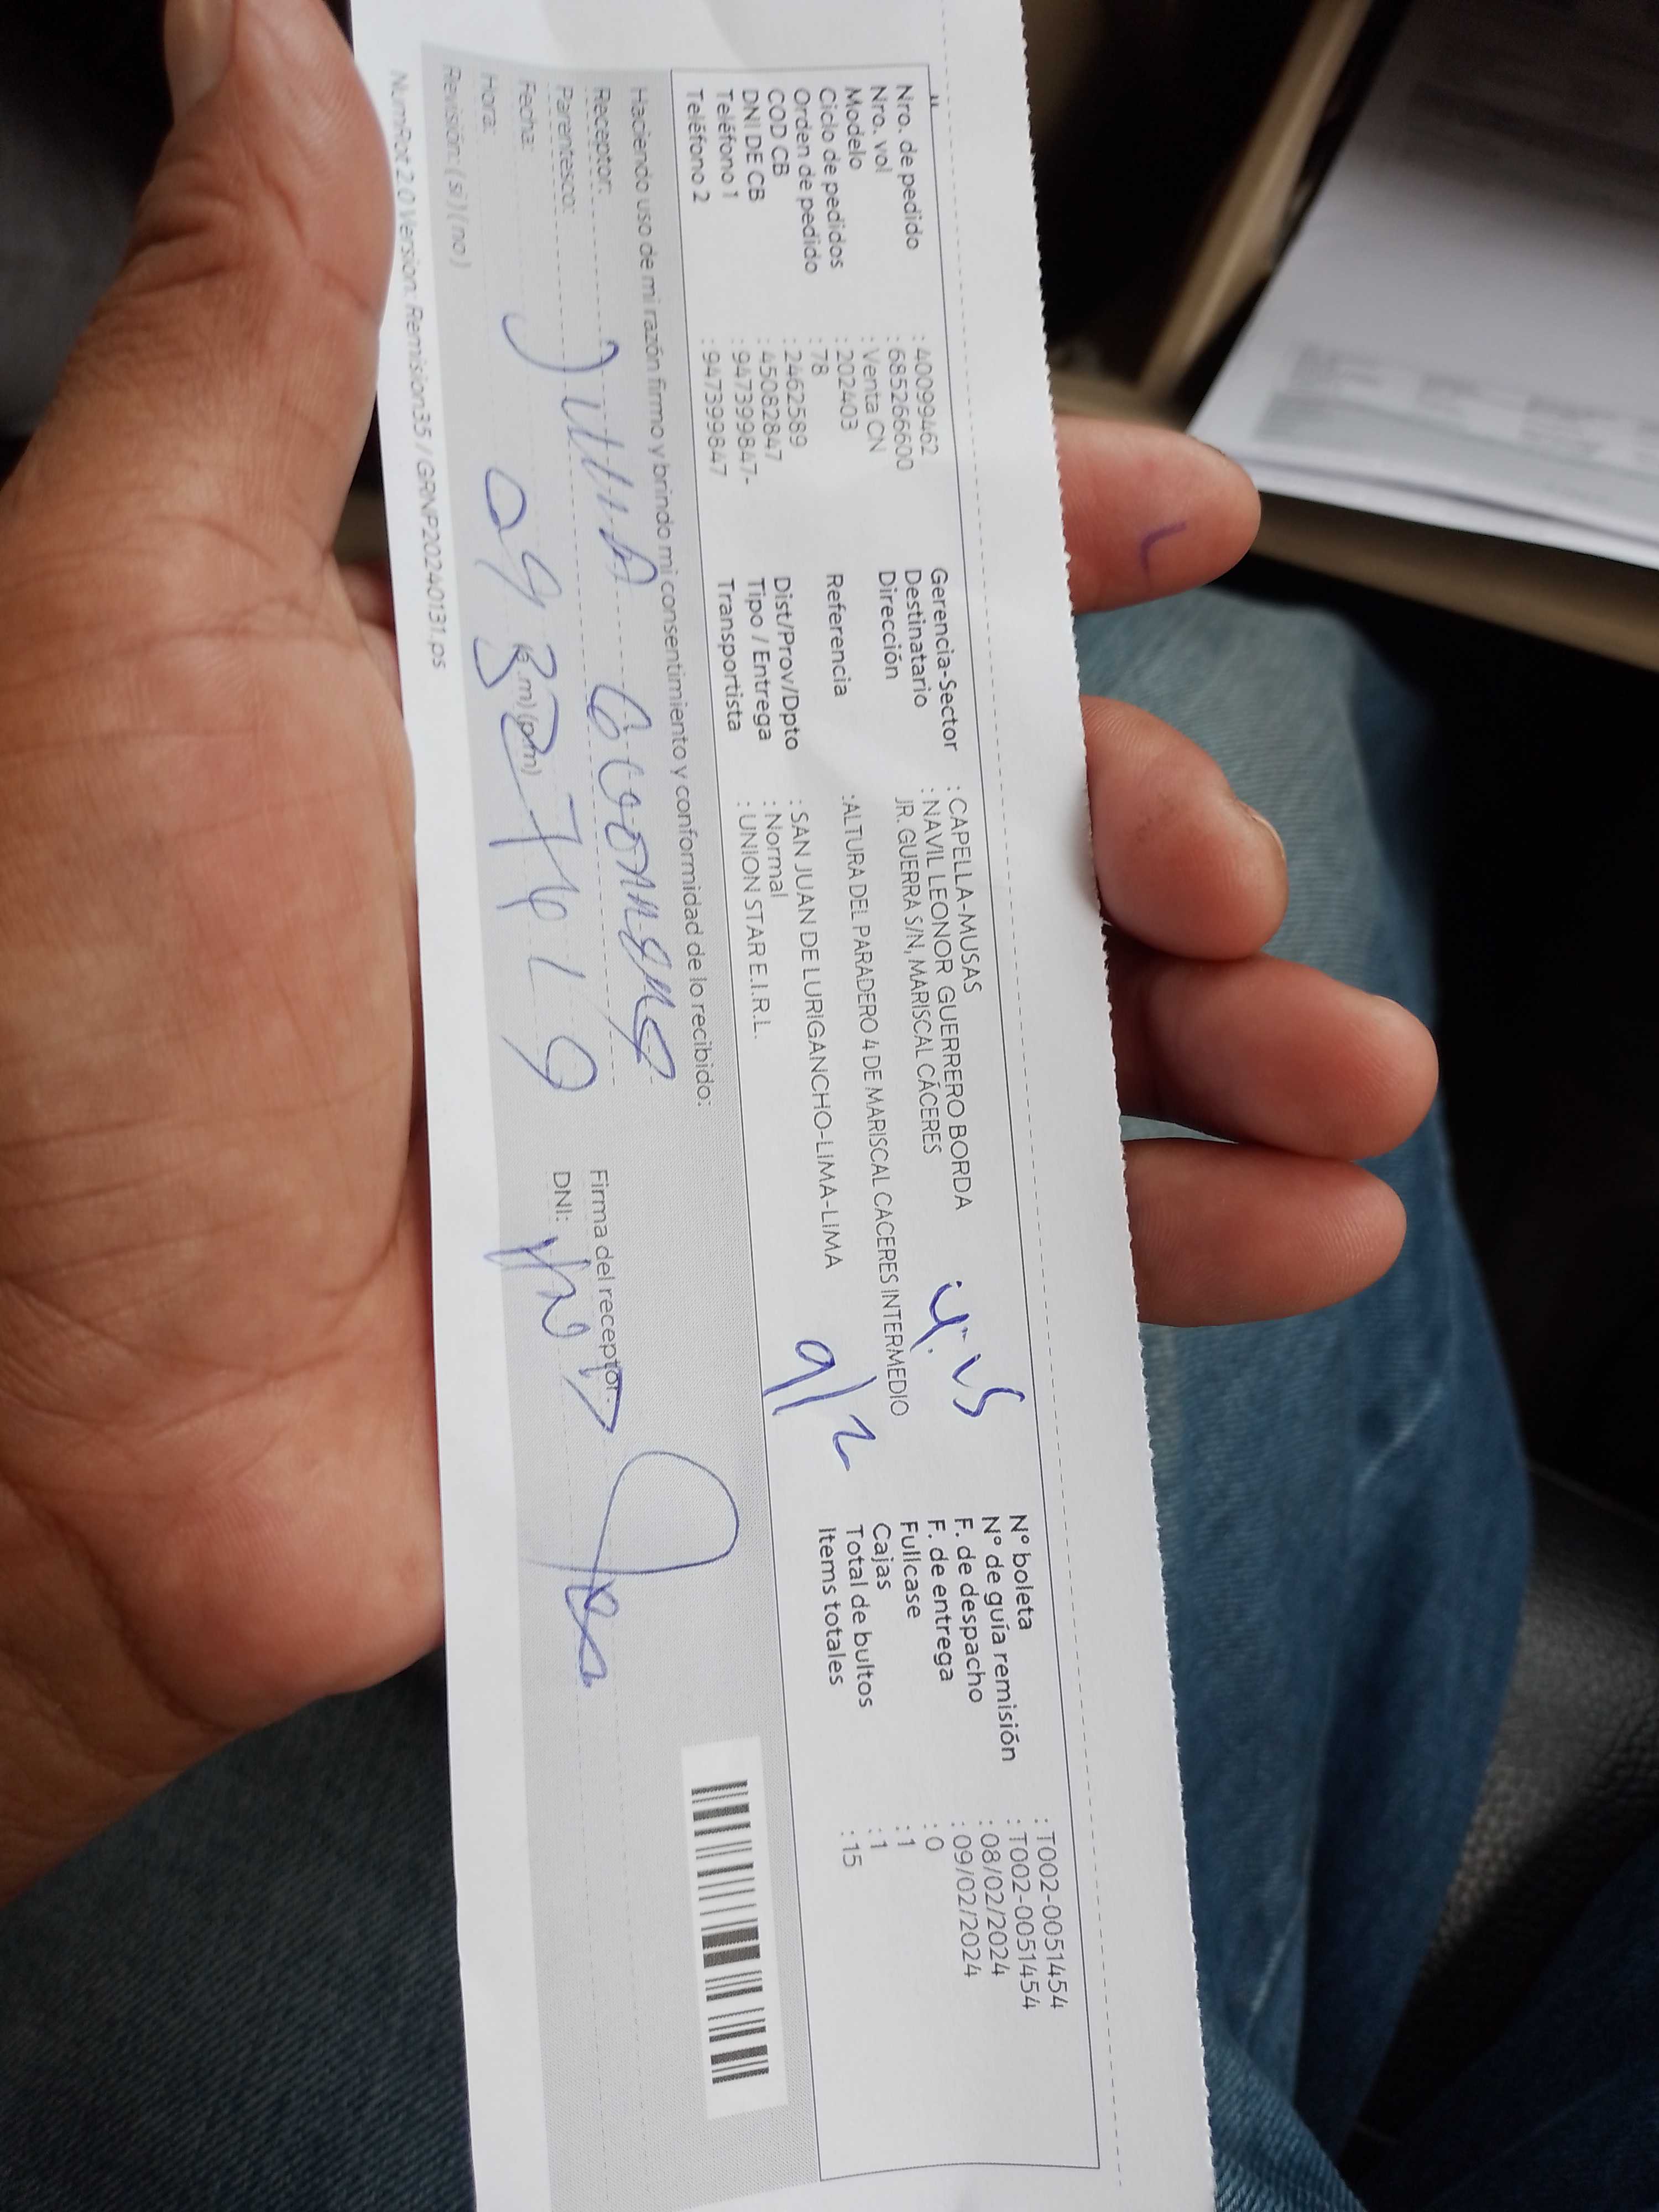 Nro. de pedido : 40099462
Nro. vol : 685266600
Modelo : Venta CN
Ciclo de pedidos : 202403
Orden de pedido : 78
COD CB : 2462589
DNI DE CB : 45082847
Teléfono 1 : 947399847-
Teléfono 2 : 947399847
Gerencia-Sector : CAPELLA-MUSAS
Destinatario : NAVIL LEONOR GUERRERO BORDA
Dirección JR. GUERRA S/N, MARISCAL CÁCERES
Referencia :ALTURA DEL PARADERO 4 DE MARISCAL CACERES INTERMEDIO
Dist/Prov/Dpto : SAN JUAN DE LURIGANCHO-LIMA-LIMA
Tipo / Entrega : Normal
Transportista : UNION STAR E.I.R.L.
9/2
N° boleta : T002-0051454
N° de guía remisión : T002-0051454
F. de despacho : 08/02/2024
F. de entrega : 09/02/2024
Fullcase : 0
Cajas : 1
Total de bultos : 1
Items totales : 15
Haciendo uso de mi razón firmo y brindo mi consentimiento y conformidad de lo recibido:
Receptor: Julia
Parentesco:
Fecha:
Hora: (a.m) (p.m)
Revisión: ( si ) ( no )
Firma del receptor:
DNI:
NumRot 2.0 Version: Remision35 / GRNP20240131.ps